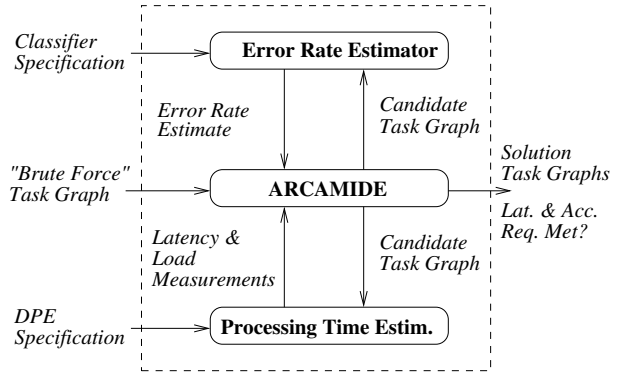 Classifier
Specification
Error Rate Estimator
Error Rate
Estimate
Candidate
Task Graph
"Brute Force"
Task Graph
ARCAMIDE
Solution
Task Graphs
Lat. & Acc.
Req. Met?
Latency &
Load
Measurements
Candidate
Task Graph
DPE
Specification
Processing Time Estim.